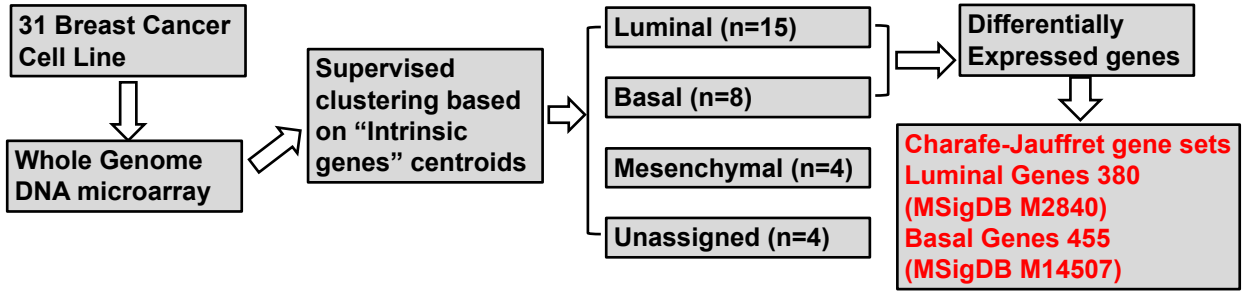 31 Breast Cancer
Cell Line
Whole Genome
DNA microarray
Supervised
clustering based
on “Intrinsic
genes” centroids
Luminal (n=15)
Basal (n=8)
Mesenchymal (n=4)
Unassigned (n=4)
Differentially
Expressed genes
Charafe-Jauffret gene sets
Luminal Genes 380
(MSigDB M2840)
Basal Genes 455
(MSigDB M14507)